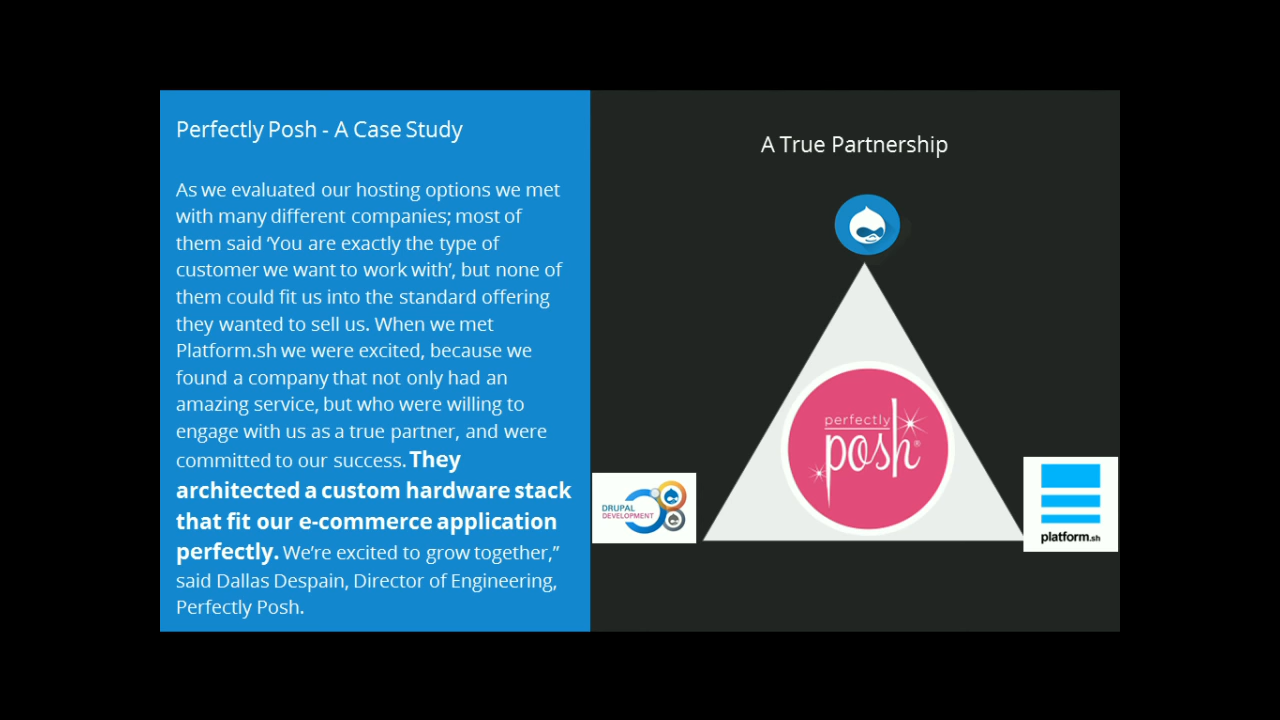 Perfectly Posh - A Case Study
As we evaluated our hosting options we met
with many different companies; most of
them said ‘You are exactly the type of
customer we want to work with’, but none of
them could fit us into the standard offering
they wanted to sell us. When we met
Platform.sh we were excited, because we
found a company that not only had an
amazing service, but who were willing to
engage with us as a true partner, and were
committed to our success. They
architected a custom hardware stack
that fit our e-commerce application
perfectly. We’re excited to grow together,”
said Dallas Despain, Director of Engineering,
Perfectly Posh.
A True Partnership
perfectly
posh®
DRUPAL
DEVELOPMENT
platform.sh